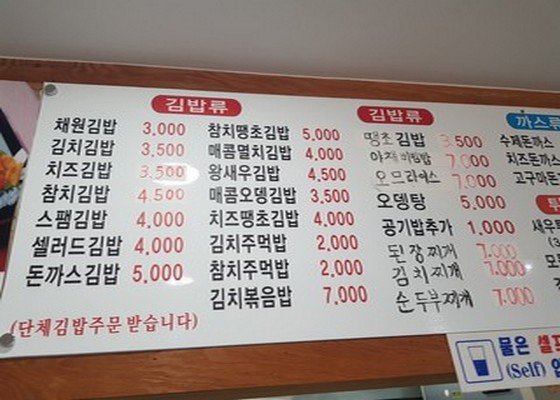 김밥류
채원김밥 3,000
김치김밥 3,500
치즈김밥 3,500
참치김밥 4,500
스팸김밥 4,000
셀러드김밥 4,000
돈까스김밥 5,000
(단체김밥주문 받습니다)
참치땡초김밥 5,000
매콤멸치김밥 4,000
왕새우김밥 4,500
매콤오뎅김밥 3,500
치즈땡초김밥 4,000
김치주먹밥 2,000
참치주먹밥 2,000
김치볶음밥 7,000
김밥류
땡초김밥 3,500
야채비빔밥 7,000
오므라이스 7,000
오뎅탕 5,000
공기밥추가 1,000
된장찌개 7,000
김치찌개 7,000
순두부찌개 7,000
까스류
수제돈까스
치즈돈까스
고구마돈
새우
물은 셀프
(Self)